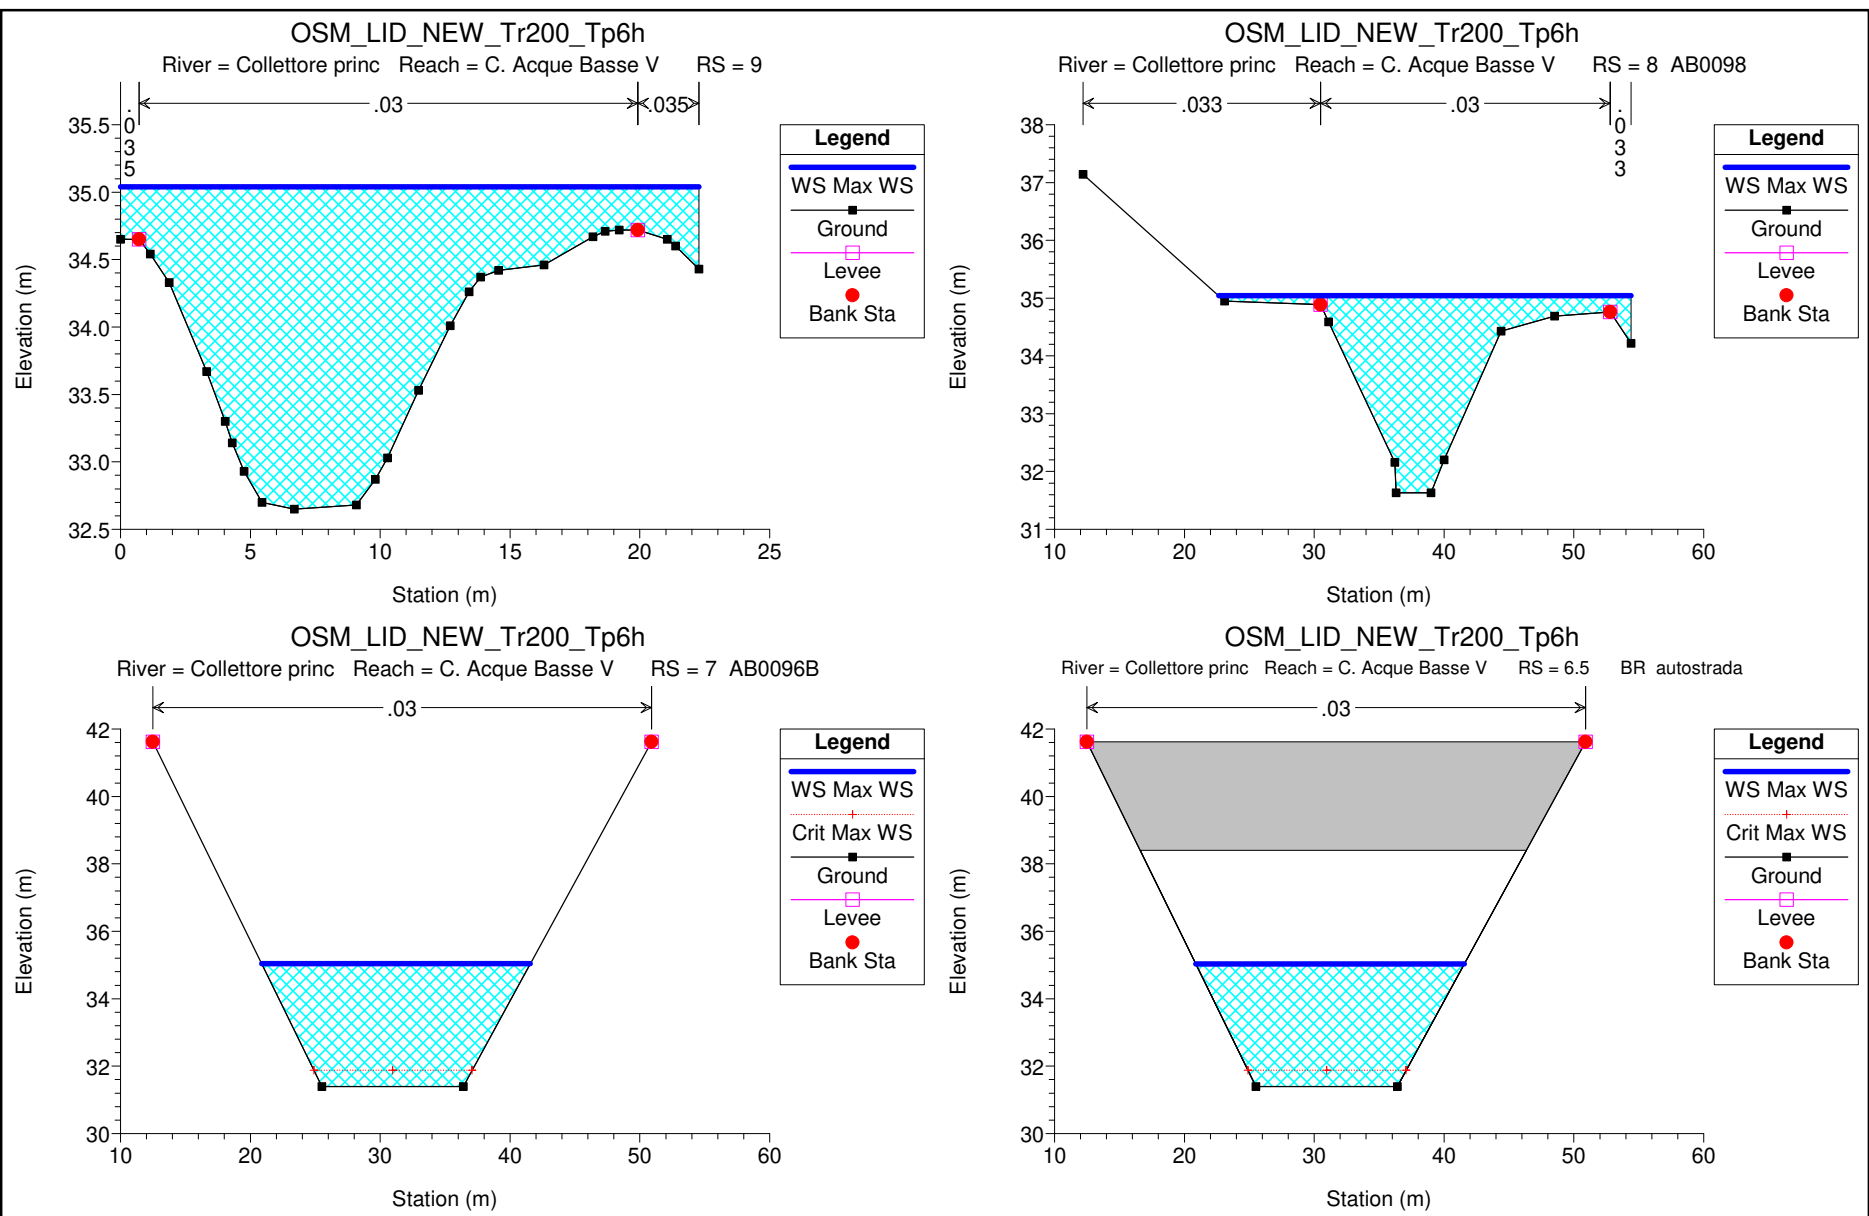 OSM_LID_NEW_Tr200_Tp6h
River = Collettore princ Reach = C. Acque Basse V RS = 9
.035
.03
.035
35.5
35.0
34.5
34.0
33.5
33.0
32.5
0 5 10 15 20 25
Elevation (m)
Station (m)
Legend
WS Max WS
Ground
Levee
Bank Sta
OSM_LID_NEW_Tr200_Tp6h
River = Collettore princ Reach = C. Acque Basse V RS = 8 AB0098
.033
.03
.033
38
37
36
35
34
33
32
31
10 20 30 40 50 60
Elevation (m)
Station (m)
Legend
WS Max WS
Ground
Levee
Bank Sta
OSM_LID_NEW_Tr200_Tp6h
River = Collettore princ Reach = C. Acque Basse V RS = 7 AB0096B
.03
42
40
38
36
34
32
30
10 20 30 40 50 60
Elevation (m)
Station (m)
Legend
WS Max WS
Crit Max WS
Ground
Levee
Bank Sta
OSM_LID_NEW_Tr200_Tp6h
River = Collettore princ Reach = C. Acque Basse V RS = 6.5 BR autostrada
.03
42
40
38
36
34
32
30
10 20 30 40 50 60
Elevation (m)
Station (m)
Legend
WS Max WS
Crit Max WS
Ground
Levee
Bank Sta